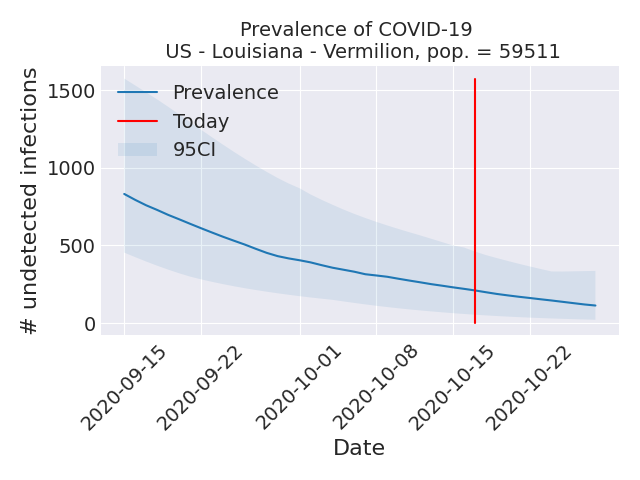 Prevalence of COVID-19
US - Louisiana - Vermilion, pop. = 59511
# undetected infections
1500
1000
500
0
Prevalence
Today
95CI
2020-09-15
2020-09-22
2020-10-01
2020-10-08
2020-10-15
2020-10-22
Date